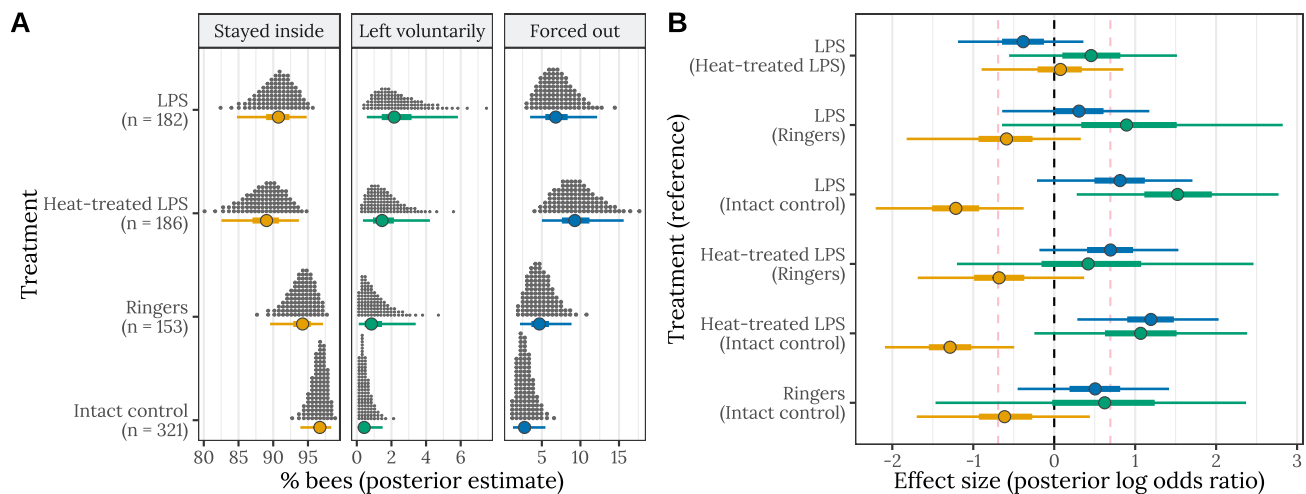 A
Stayed inside
Left voluntarily
Forced out
Treatment
LPS
(n = 182)
Heat-treated LPS
(n = 186)
Ringers
(n = 153)
Intact control
(n = 321)
80 85 90 95
0 2 4 6
5 10 15
% bees (posterior estimate)
B
Treatment (reference)
LPS
(Heat-treated LPS)
LPS
(Ringers)
LPS
(Intact control)
Heat-treated LPS
(Ringers)
Heat-treated LPS
(Intact control)
Ringers
(Intact control)
-2 -1 0 1 2 3
Effect size (posterior log odds ratio)